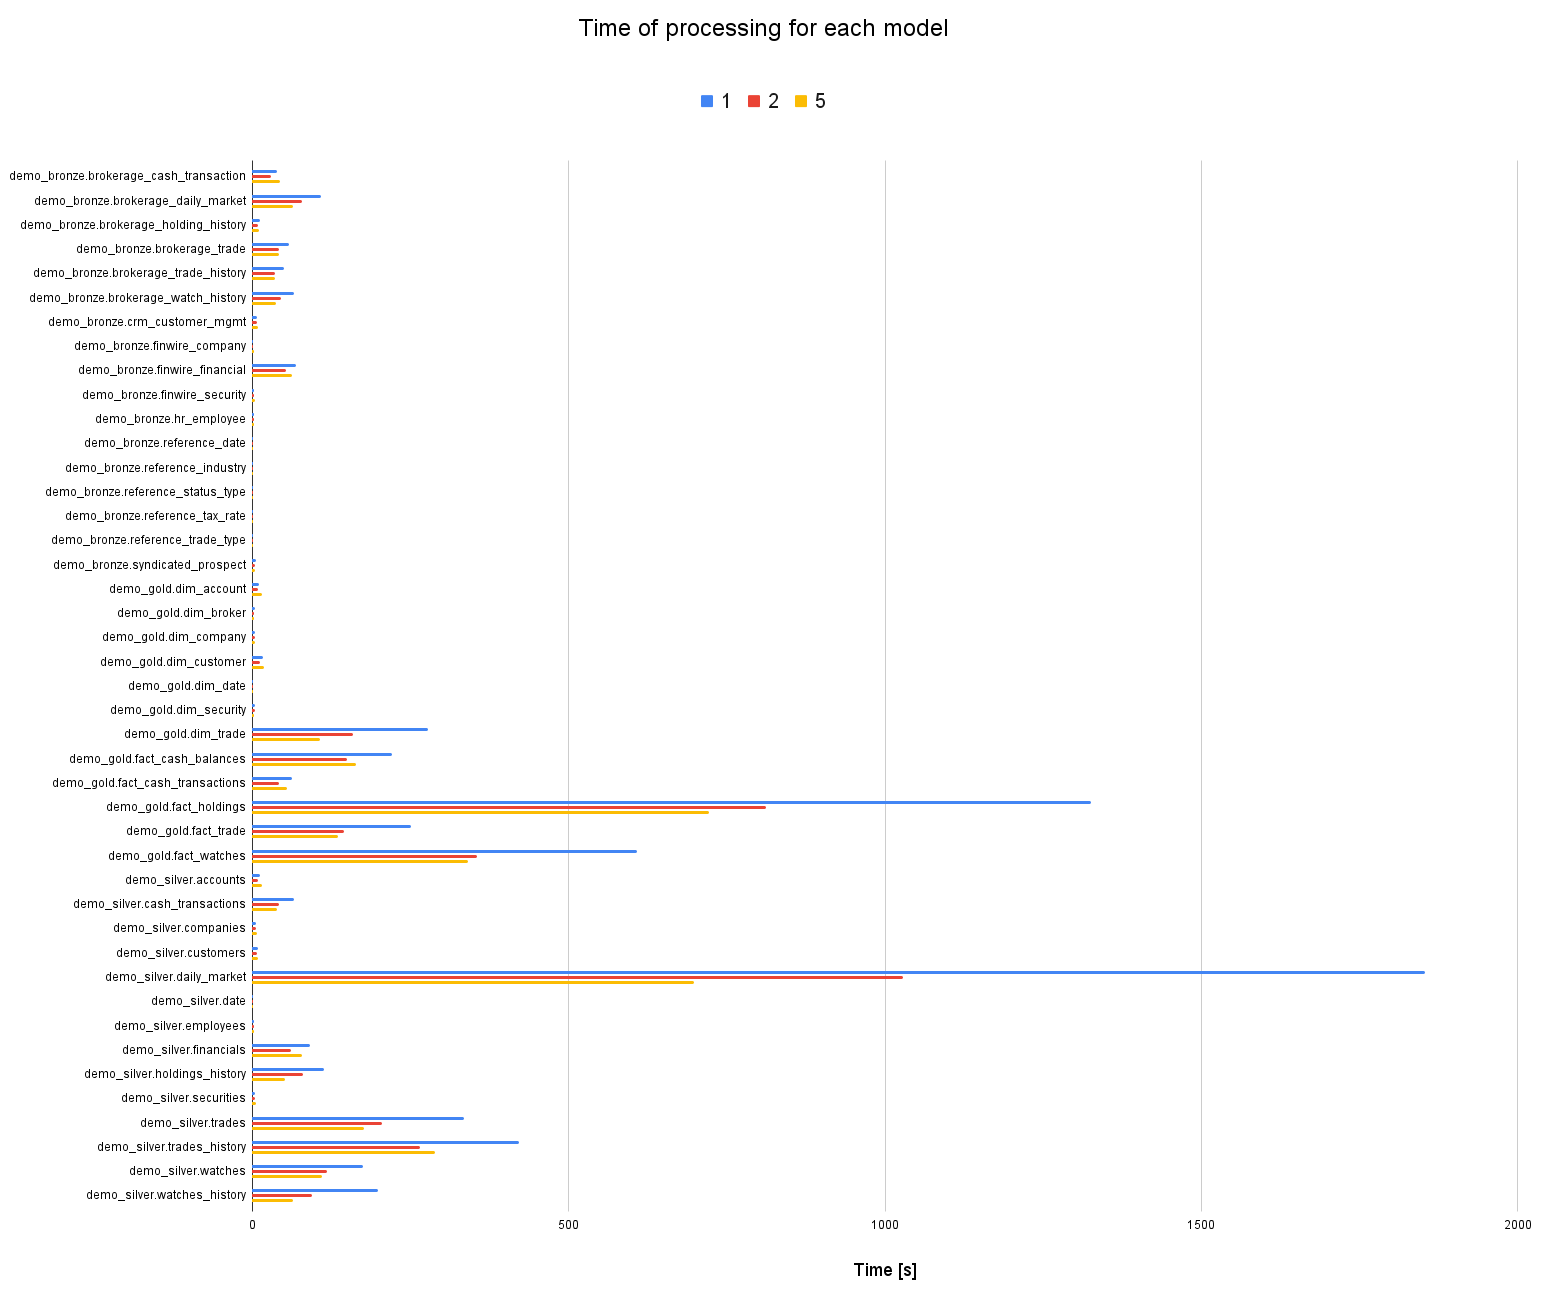 Time of processing for each model
1 2 5
demo_bronze.brokerage_cash_transaction
demo_bronze.brokerage_daily_market
demo_bronze.brokerage_holding_history
demo_bronze.brokerage_trade
demo_bronze.brokerage_trade_history
demo_bronze.brokerage_watch_history
demo_bronze.crm_customer_mgmt
demo_bronze.finwire_company
demo_bronze.finwire_financial
demo_bronze.finwire_security
demo_bronze.hr_employee
demo_bronze.reference_date
demo_bronze.reference_industry
demo_bronze.reference_status_type
demo_bronze.reference_tax_rate
demo_bronze.reference_trade_type
demo_bronze.syndicated_prospect
demo_gold.dim_account
demo_gold.dim_broker
demo_gold.dim_company
demo_gold.dim_customer
demo_gold.dim_date
demo_gold.dim_security
demo_gold.dim_trade
demo_gold.fact_cash_balances
demo_gold.fact_cash_transactions
demo_gold.fact_holdings
demo_gold.fact_trade
demo_gold.fact_watches
demo_silver.accounts
demo_silver.cash_transactions
demo_silver.companies
demo_silver.customers
demo_silver.daily_market
demo_silver.date
demo_silver.employees
demo_silver.financials
demo_silver.holdings_history
demo_silver.securities
demo_silver.trades
demo_silver.trades_history
demo_silver.watches
demo_silver.watches_history
0 500 1000 1500 2000
Time [s]